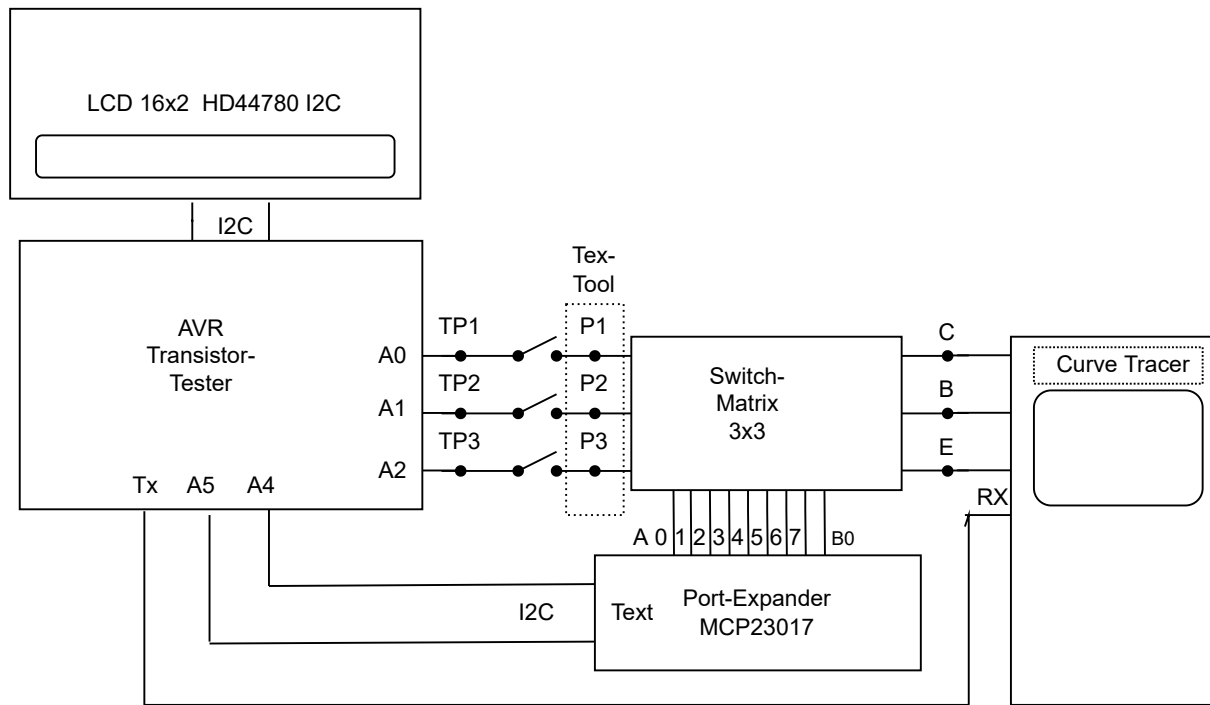 LCD 16x2 HD44780 I2C
I2C
AVR
Transistor-
Tester
A0
A1
A2
Tx A5 A4
TP1
TP2
TP3
Tex-
Tool
P1
P2
P3
Switch-
Matrix
3x3
C
B
E
RX
Curve Tracer
A 0 1 2 3 4 5 6 7 B0
I2C
Text
Port-Expander
MCP23017